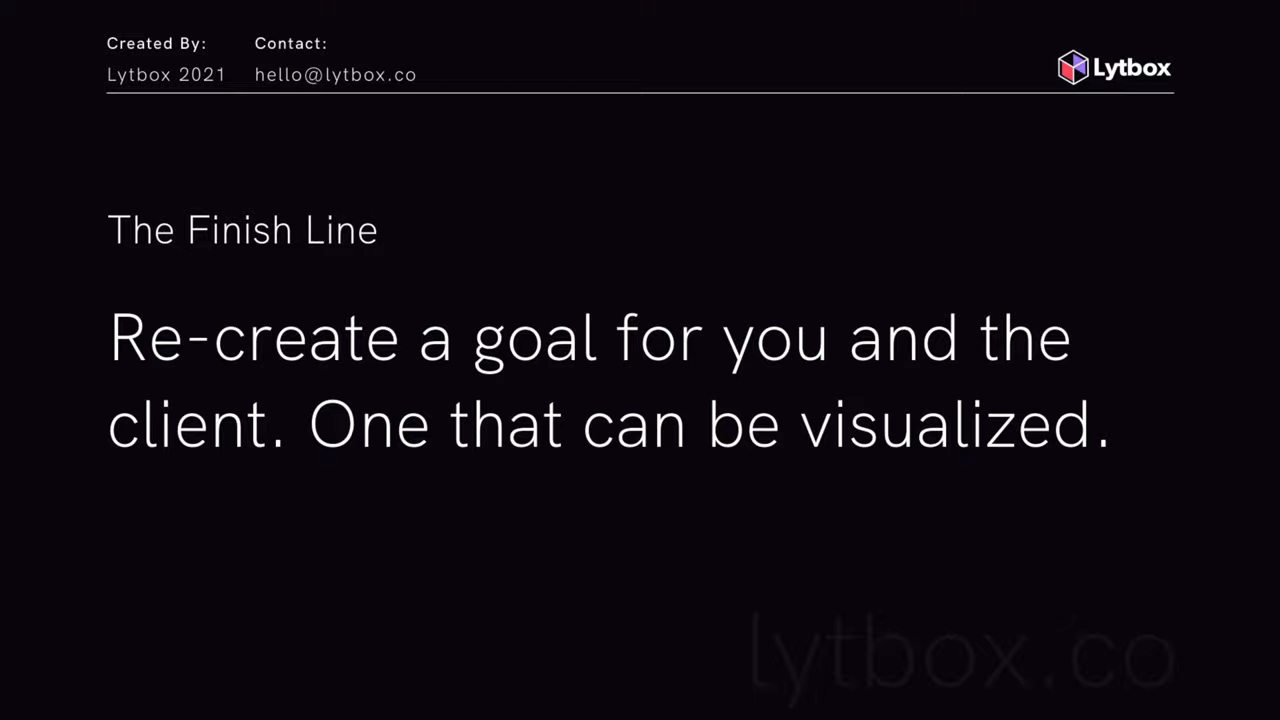 Created By: Contact:
Lytbox 2021 hello@lytbox.co
Lytbox
The Finish Line
Re-create a goal for you and the
client. One that can be visualized.
lytbox.co